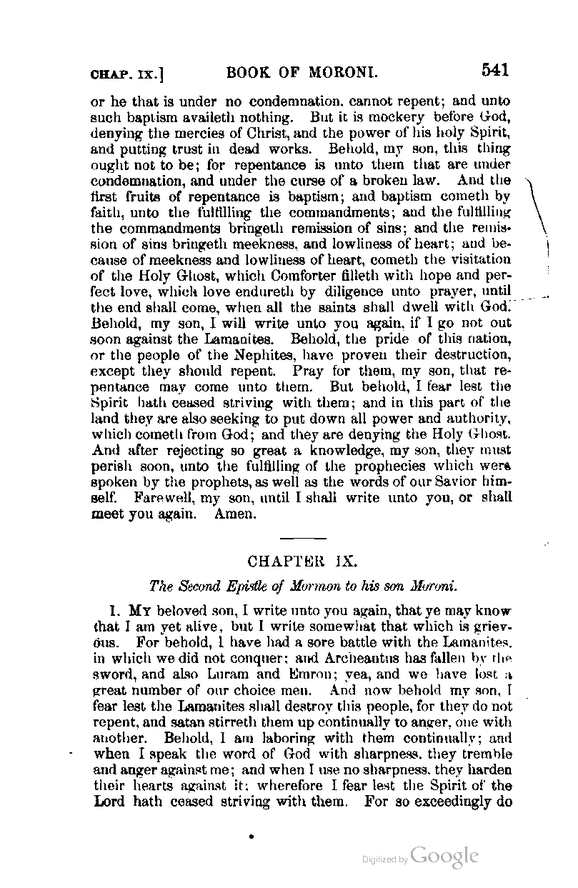 CHAP. IX.] BOOK OF MORONI. 541
or he that is under no condemnation. cannot repent; and unto
such baptism availeth nothing. But it is mockery before God,
denying the mercies of Christ, and the power of his holy Spirit,
and putting trust in dead works. Behold, my son, this thing
ought not to be; for repentance is unto them that are under
condemnation, and under the curse of a broken law. And the
first fruits of repentance is baptism; and baptism cometh by
faith, unto the fulfilling the commandments; and the fulfilling
the commandments bringeth remission of sins; and the remis-
sion of sins bringeth meekness, and lowliness of heart; and be-
cause of meekness and lowliness of heart, cometh the visitation
of the Holy Ghost, which Comforter filleth with hope and per-
fect love, which love endureth by diligence unto prayer, until
the end shall come, when all the saints shall dwell with God.
Behold, my son, I will write unto you again, if I go not out
soon against the Lamanites. Behold, the pride of this nation,
or the people of the Nephites, have proven their destruction,
except they should repent. Pray for them, my son, that re-
pentance may come unto them. But behold, I fear lest the
Spirit hath ceased striving with them; and in this part of the
land they are also seeking to put down all power and authority,
which cometh from God; and they are denying the Holy Ghost.
And after rejecting so great a knowledge, my son, they must
perish soon, unto the fulfilling of the prophecies which were
spoken by the prophets, as well as the words of our Savior him-
self. Farewell, my son, until I shall write unto you, or shall
meet you again. Amen.
CHAPTER IX.
The Second Epistle of Mormon to his son Moroni.
1. MY beloved son, I write unto you again, that ye may know
that I am yet alive, but I write somewhat that which is griev-
ous. For behold, I have had a sore battle with the Lamanites.
in which we did not conquer; and Archeantus has fallen by the
sword, and also Luram and Emron; yea, and we have lost a
great number of our choice men. And now behold my son, I
fear lest the Lamanites shall destroy this people, for they do not
repent, and satan stirreth them up continually to anger, one with
another. Behold, I am laboring with them continually; and
when I speak the word of God with sharpness, they tremble
and anger against me; and when I use no sharpness, they harden
their hearts against it; wherefore I fear lest the Spirit of the
Lord hath ceased striving with them. For so exceedingly do
Digitized by Google